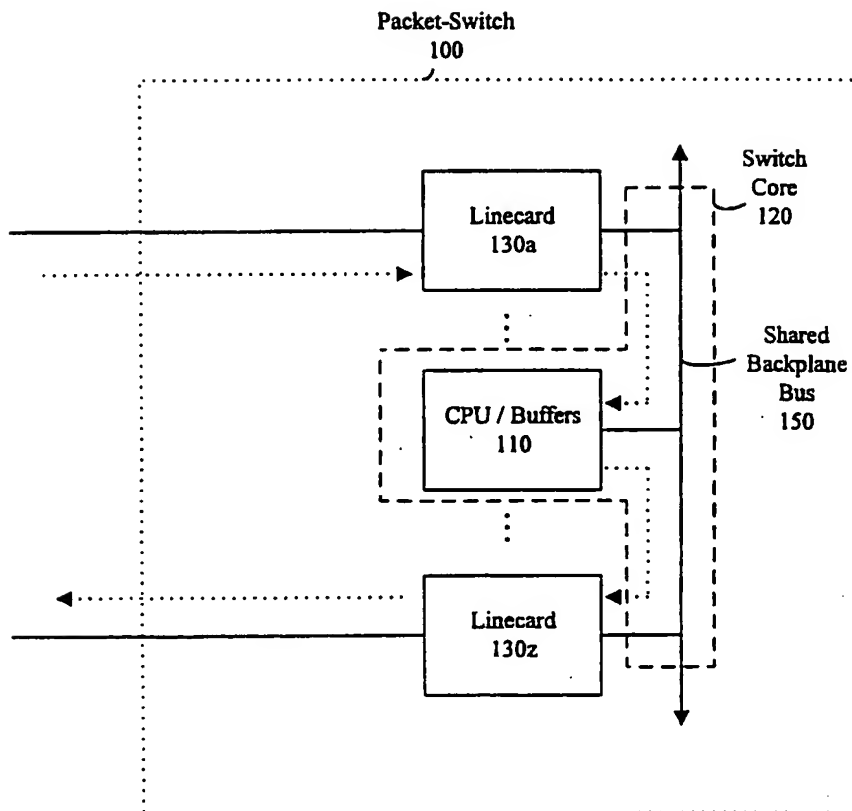 Packet-Switch
100
Switch
Core
120
Linecard
130a
Shared
Backplane
Bus
150
CPU / Buffers
110
Linecard
130z